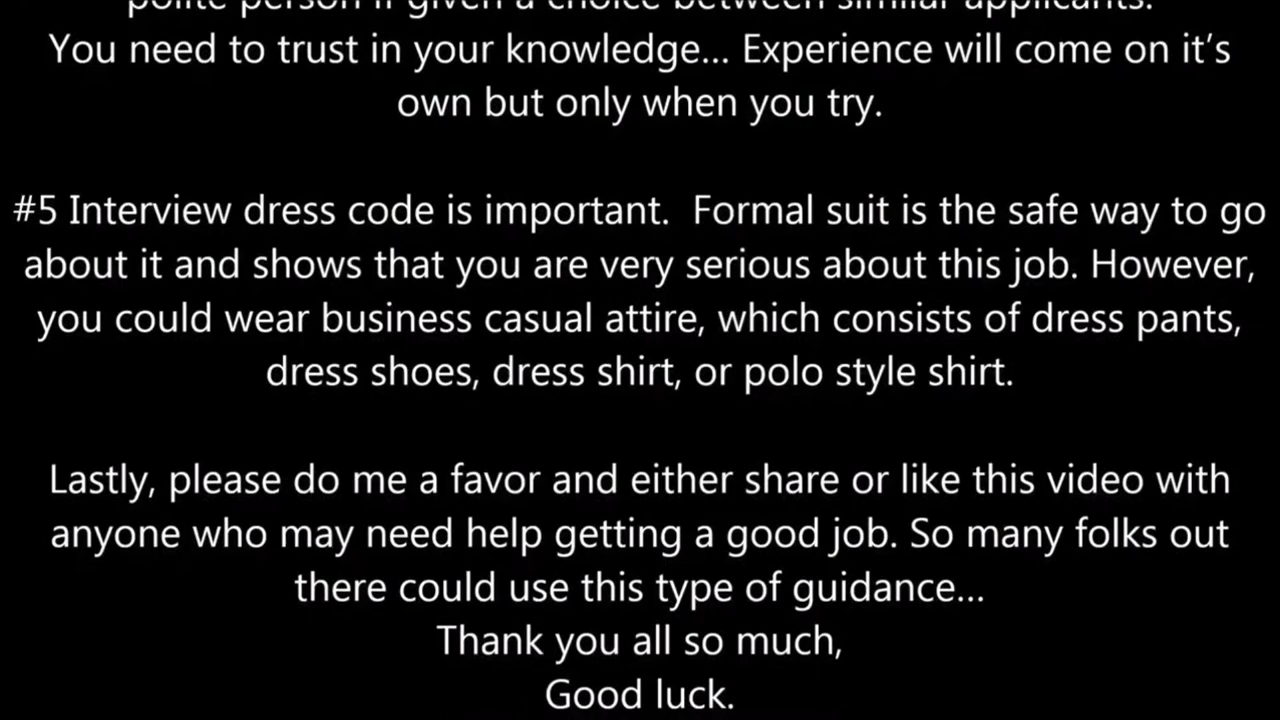 polite person if given a choice between similar applicants.
You need to trust in your knowledge... Experience will come on it's
own but only when you try.
#5 Interview dress code is important.  Formal suit is the safe way to go
about it and shows that you are very serious about this job. However,
you could wear business casual attire, which consists of dress pants,
dress shoes, dress shirt, or polo style shirt.
Lastly, please do me a favor and either share or like this video with
anyone who may need help getting a good job. So many folks out
there could use this type of guidance...
Thank you all so much,
Good luck.